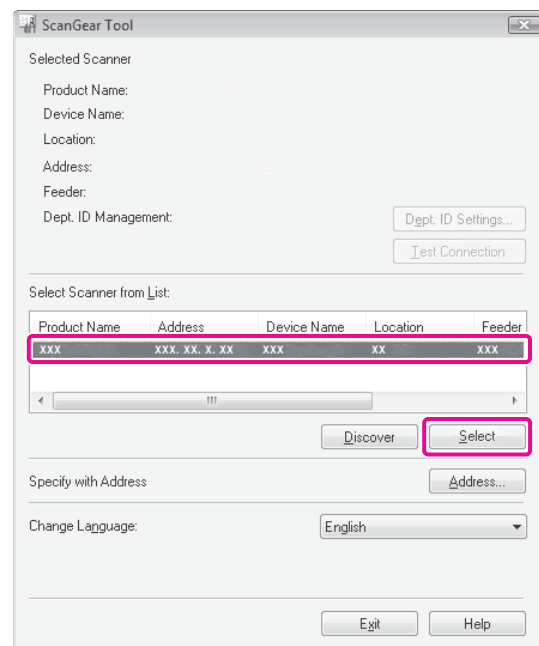 ScanGear Tool
Selected Scanner
Product Name:
Device Name:
Location:
Address:
Feeder:
Dept. ID Management:
Dept. ID Settings...
Test Connection
Select Scanner from List:
Product Name Address Device Name Location Feeder
XXX XXX. XX. X. XX XXX XX XXX
Discover Select
Specify with Address Address...
Change Language: English
Exit Help